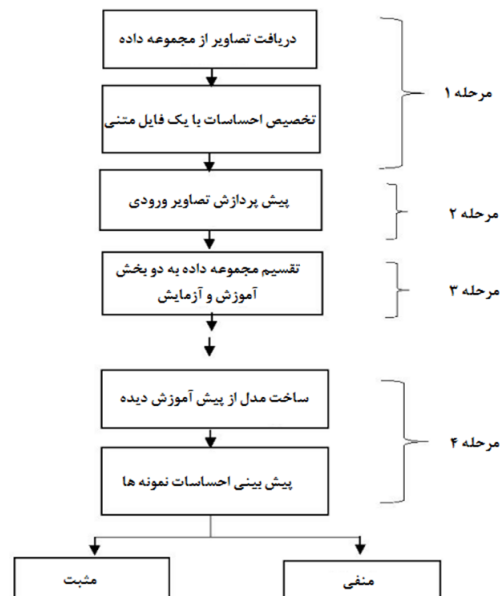 دریافت تصاویر از مجموعه داده
مرحله ۱
تخصیص احساسات با یک فایل متنی
پیش پردازش تصاویر ورودی
مرحله ۲
تقسیم مجموعه داده به دو بخش
آموزش و آزمایش
مرحله ۳
ساخت مدل از پیش آموزش دیده
مرحله ۴
پیش بینی احساسات نمونه ها
منفی
مثبت